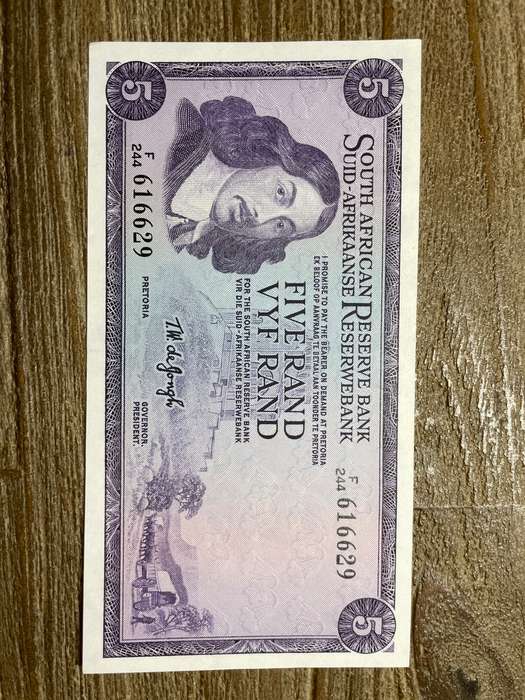 5
5
SOUTH AFRICAN RESERVE BANK
SUID-AFRIKAANSE RESERWEBANK
I PROMISE TO PAY THE BEARER ON DEMAND AT PRETORIA
EK BELOOF OP AANVRAAG TE BETAAL AAN TOONDER TE PRETORIA
F
244 616629
FIVE RAND
VYF RAND
FOR THE SOUTH AFRICAN RESERVE BANK
VIR DIE SUID-AFRIKAANSE RESERWEBANK
T.W. de Jongh
PRETORIA
GOVERNOR.
PRESIDENT.
F
244 616629
5